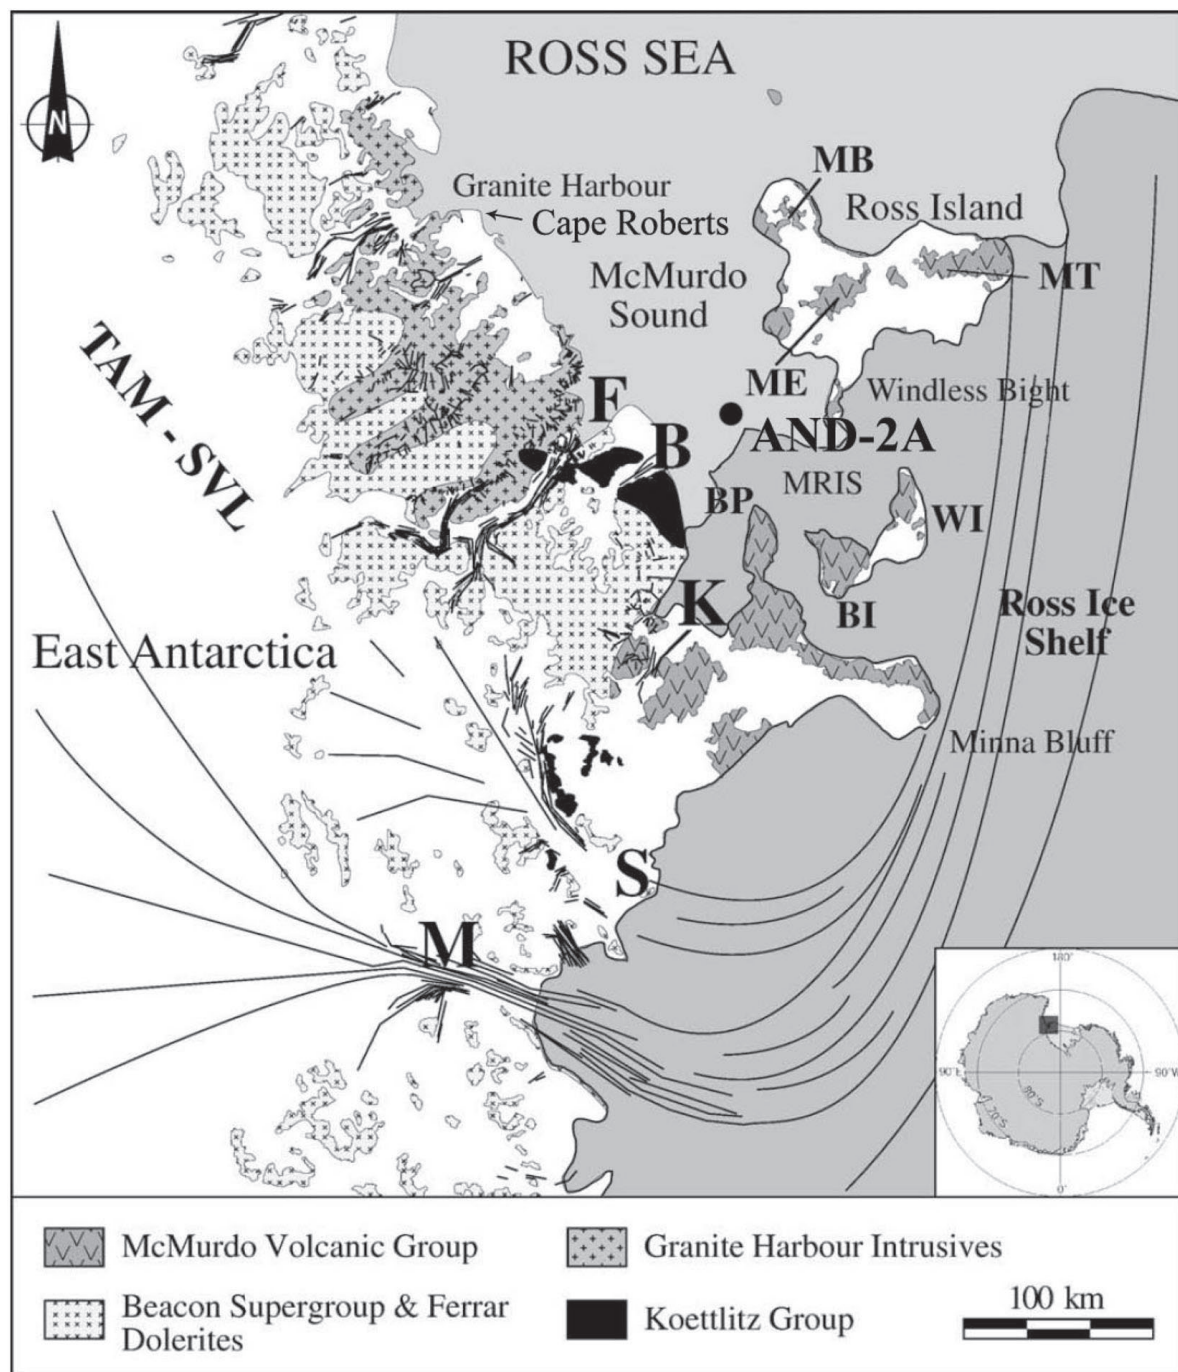 ROSS SEA
N
MB
Granite Harbour
Ross Island
Cape Roberts
McMurdo
Sound
MT
TAM - SVL
ME
Windless Bight
F
AND-2A
B
MRIS
BP
WI
K
BI
Ross Ice
Shelf
East Antarctica
Minna Bluff
S
M
180°
90°E
90°W
80°S
70°S
0°
McMurdo Volcanic Group
Granite Harbour Intrusives
Beacon Supergroup & Ferrar
Dolerites
Koettlitz Group
100 km